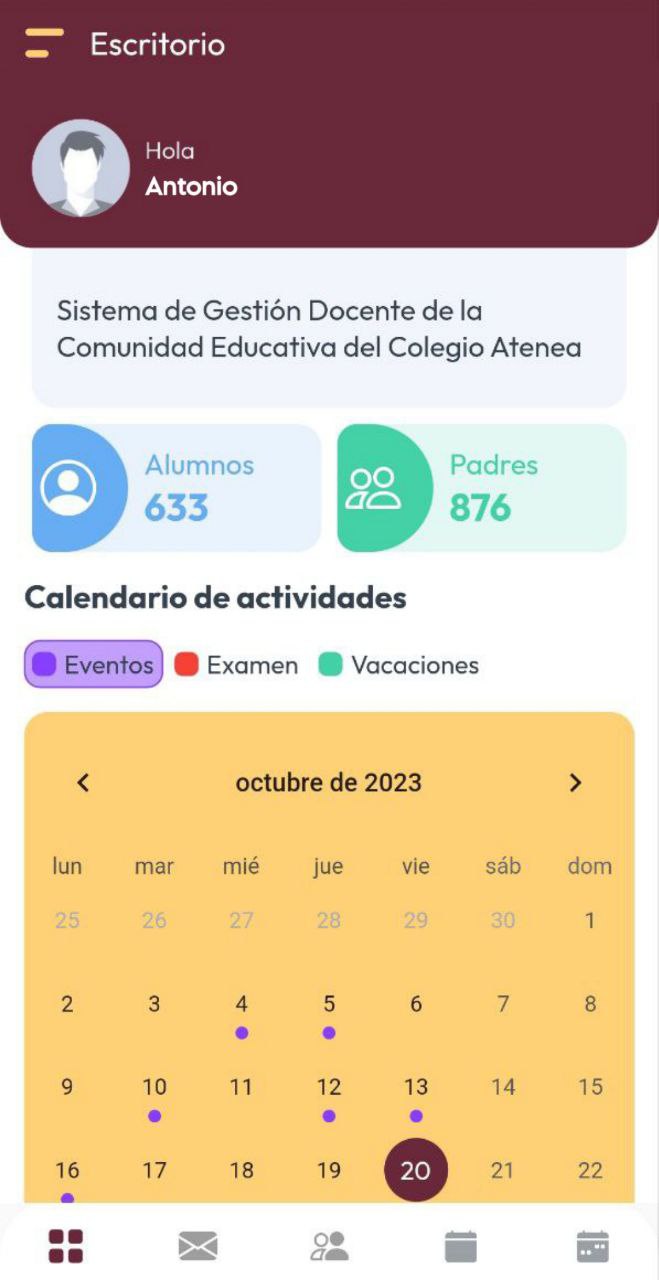 Escritorio
Hola
Antonio
Sistema de Gestión Docente de la
Comunidad Educativa del Colegio Atenea
Alumnos Padres
633 876
Calendario de actividades
Eventos Examen Vacaciones
octubre de 2023
lun mar mié jue vie sáb dom
25 26 27 28 29 30 1
2 3 4 5 6 7 8
9 10 11 12 13 14 15
16 17 18 19 20 21 22